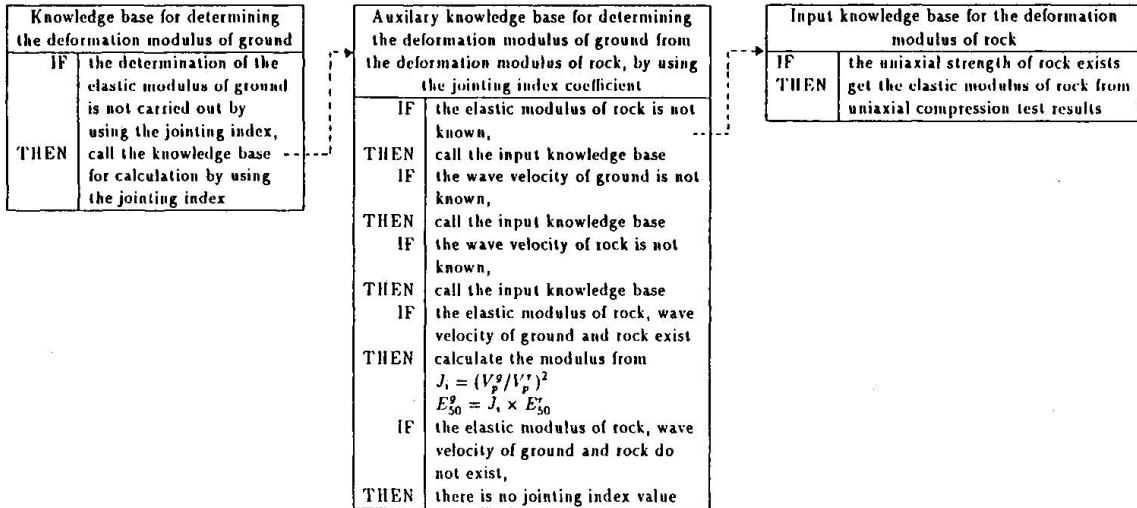 Knowledge base for determining
the deformation modulus of ground
IF the determination of the
elastic modulus of ground
is not carried out by
using the jointing index,
THEN call the knowledge base
for calculation by using
the jointing index
Auxilary knowledge base for determining
the deformation modulus of ground from
the deformation modulus of rock, by using
the jointing index coefficient
IF the elastic modulus of rock is not
known,
THEN call the input knowledge base
IF the wave velocity of ground is not
known,
THEN call the input knowledge base
IF the wave velocity of rock is not
known,
THEN call the input knowledge base
IF the elastic modulus of rock, wave
velocity of ground and rock exist
THEN calculate the modulus from
J_i = (V_p^g/V_p^r)^2
E_50^g = J_i × E_50^r
IF the elastic modulus of rock, wave
velocity of ground and rock do
not exist,
THEN there is no jointing index value
Input knowledge base for the deformation
modulus of rock
IF the uniaxial strength of rock exists
THEN get the elastic modulus of rock from
uniaxial compression test results